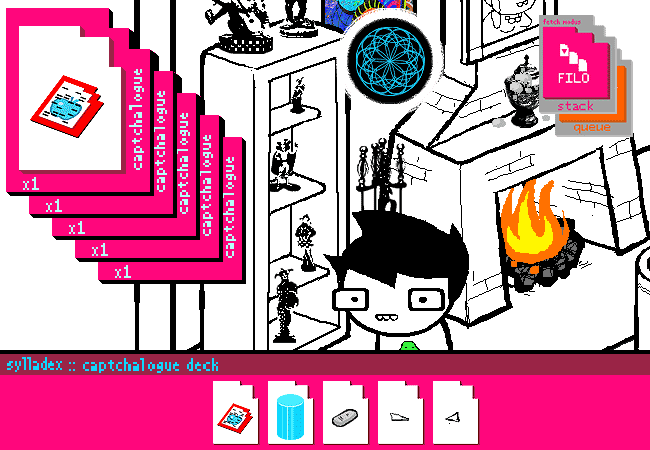 captchalogue
captchalogue
captchalogue
captchalogue
captchalogue
x1
x1
x1
x1
x1
fetch modus
FILO
stack
queue
sylladex :: captchalogue deck